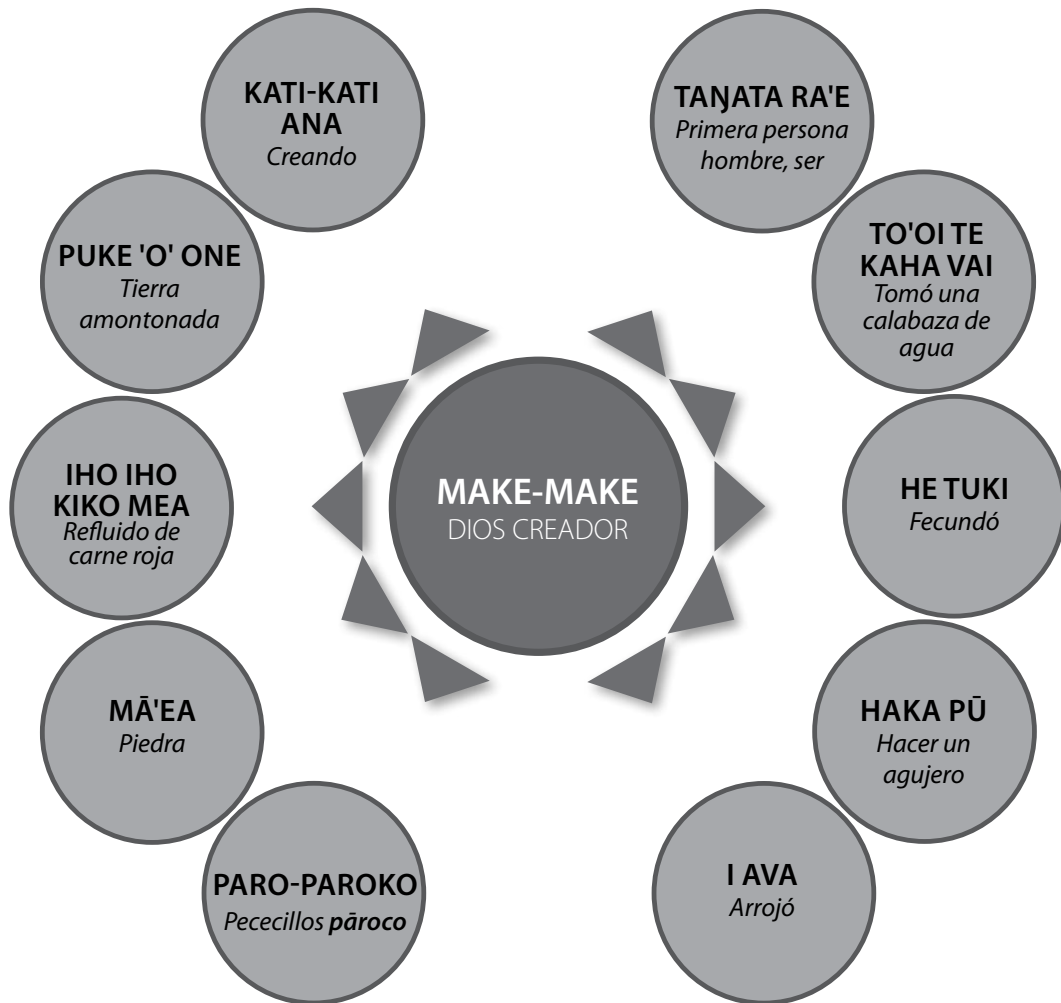 KATI-KATI
ANA
Creando
PUKE 'O' ONE
Tierra
amontonada
IHO IHO
KIKO MEA
Refluido de
carne roja
MĀ'EA
Piedra
PARO-PAROKO
Pececillos pāroco
MAKE-MAKE
DIOS CREADOR
TAŊATA RA'E
Primera persona
hombre, ser
TO'OI TE
KAHA VAI
Tomó una
calabaza de
agua
HE TUKI
Fecundó
HAKA PŪ
Hacer un
agujero
I AVA
Arrojó